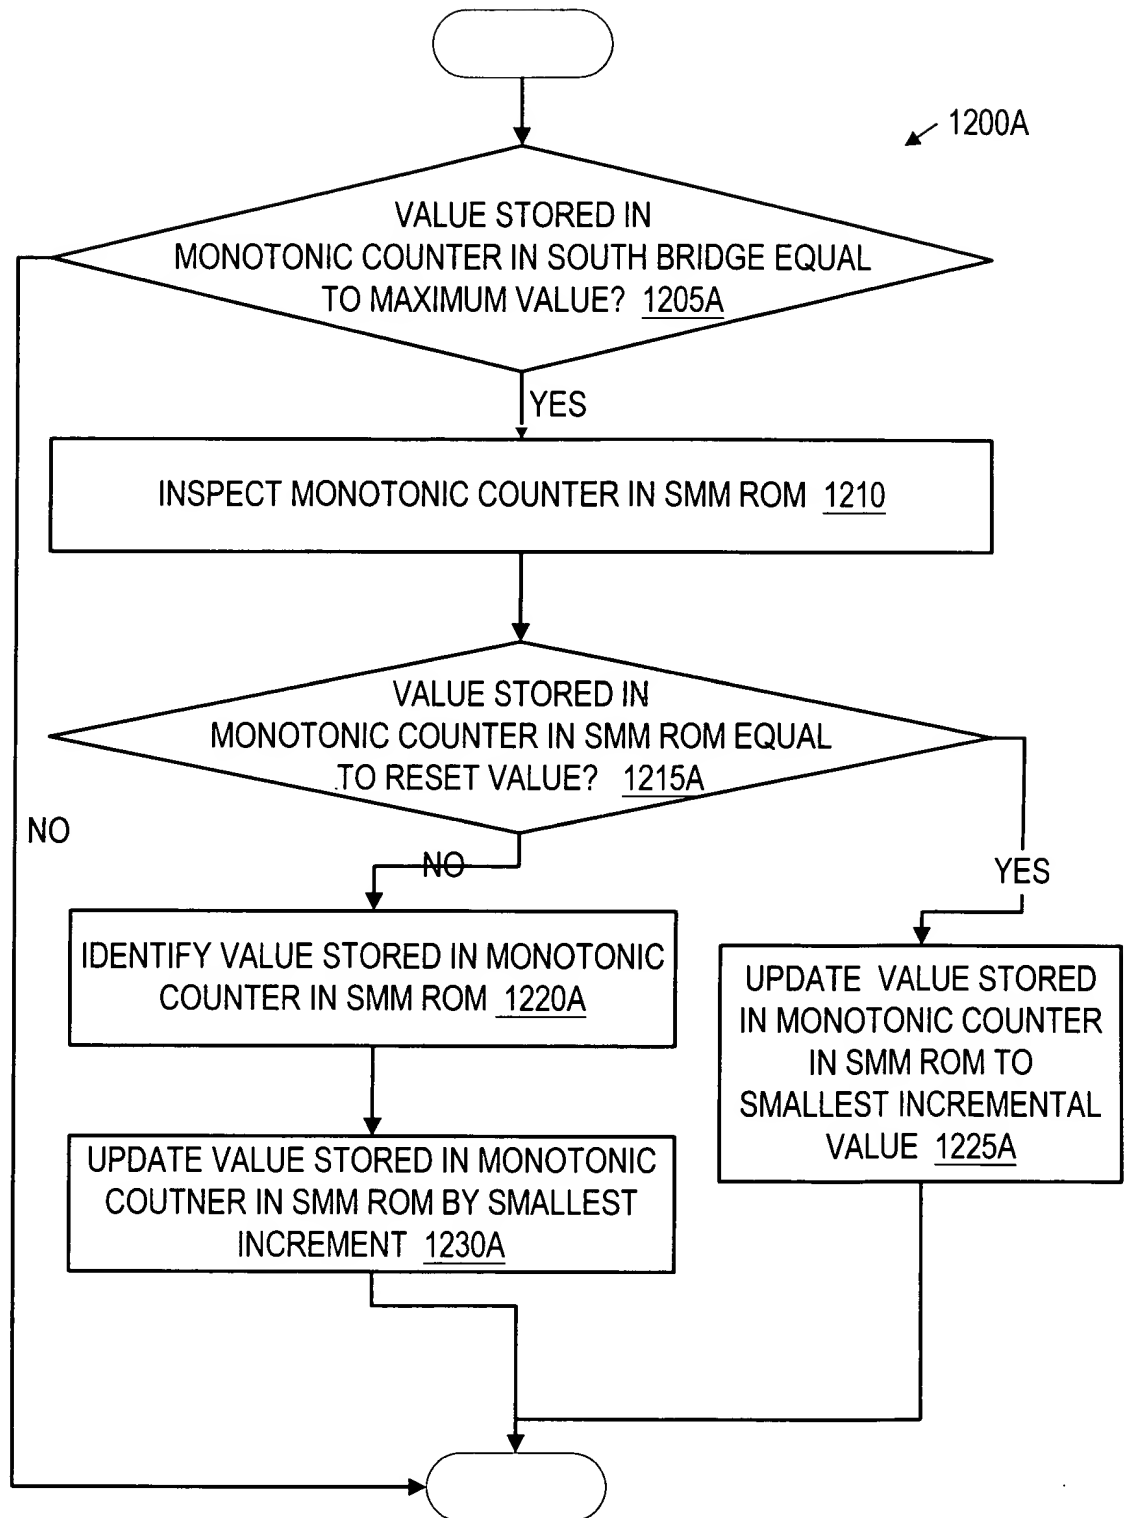 1200A
VALUE STORED IN
MONOTONIC COUNTER IN SOUTH BRIDGE EQUAL
TO MAXIMUM VALUE? 1205A
YES
INSPECT MONOTONIC COUNTER IN SMM ROM 1210
VALUE STORED IN
MONOTONIC COUNTER IN SMM ROM EQUAL
TO RESET VALUE? 1215A
NO
NO
YES
IDENTIFY VALUE STORED IN MONOTONIC
COUNTER IN SMM ROM 1220A
UPDATE VALUE STORED
IN MONOTONIC COUNTER
IN SMM ROM TO
SMALLEST INCREMENTAL
VALUE 1225A
UPDATE VALUE STORED IN MONOTONIC
COUTNER IN SMM ROM BY SMALLEST
INCREMENT 1230A